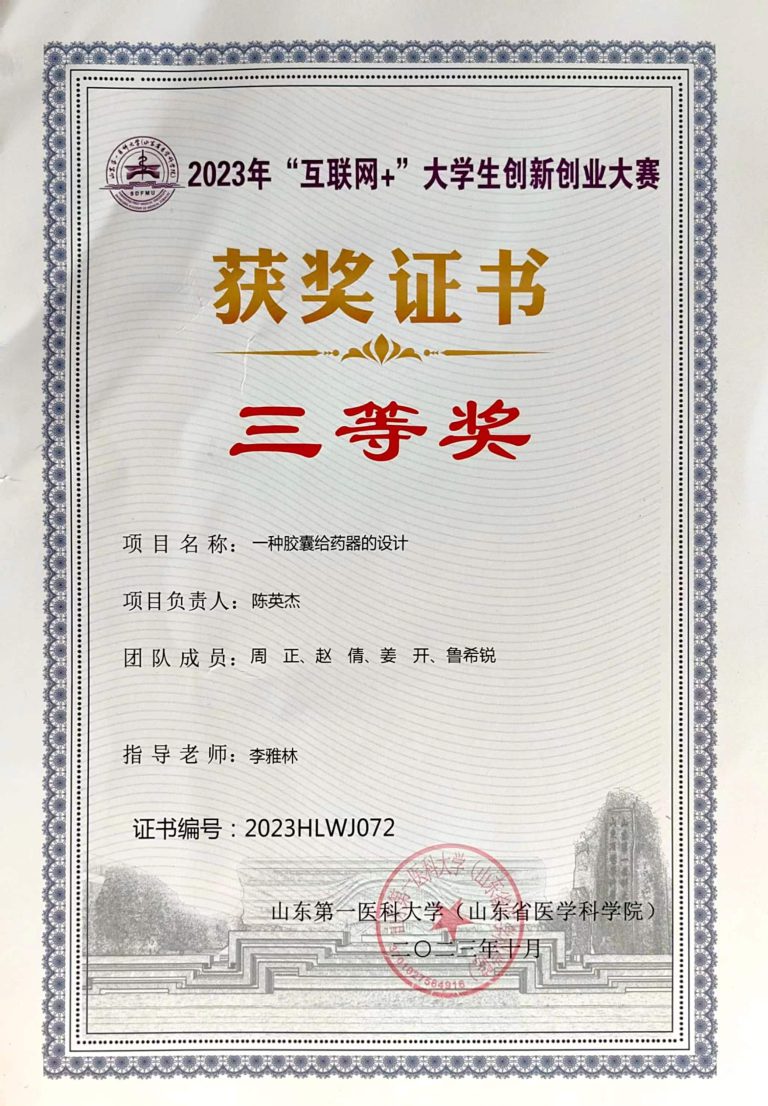 2023年“互联网+”大学生创新创业大赛
SDFMU
获奖证书
三等奖
项目名称：一种胶囊给药器的设计
项目负责人：陈英杰
团队成员：周 正、赵 倩、姜 开、鲁希锐
指导老师：李雅林
证书编号：2023HLWJ072
山东第一医科大学（山东省医学科学院）
二〇二三年十月